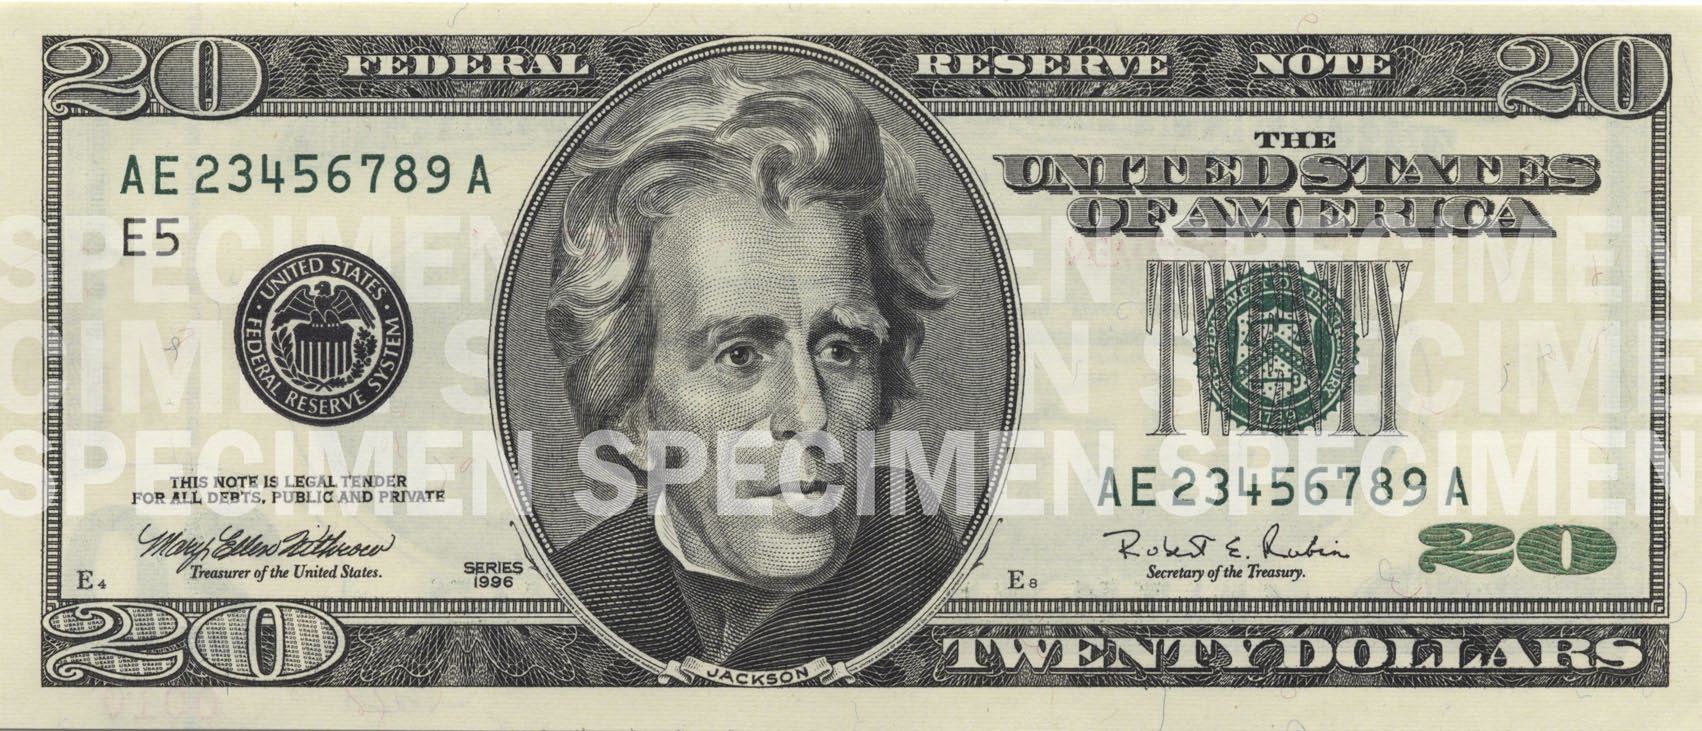 20 FEDERAL RESERVE NOTE 20
THE
UNITED STATES
OF AMERICA
AE 23456789 A
E5
SPECIMEN SPECIMEN SPECIMEN
UNITED STATES
FEDERAL RESERVE SYSTEM
CIMEN SPECIMEN SPECIMEN
TWENTY
1789
SPECIMEN SPECIMEN SPECIMEN
THIS NOTE IS LEGAL TENDER
FOR ALL DEBTS, PUBLIC AND PRIVATE
AE 23456789 A
Mary Ellen Withrow
Treasurer of the United States.
E4
SERIES
1996
E8
Robert E. Rubin
Secretary of the Treasury.
20
20
JACKSON
TWENTY DOLLARS